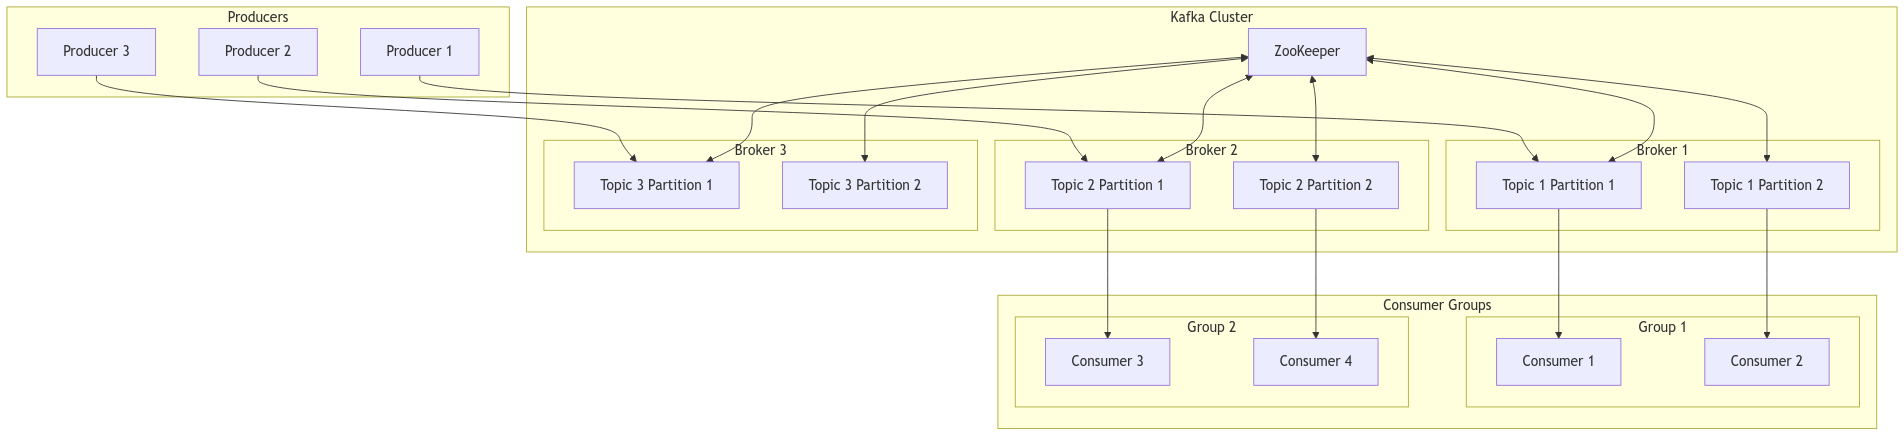 Producers
Producer 3
Producer 2
Producer 1
Kafka Cluster
ZooKeeper
Broker 3
Topic 3 Partition 1
Topic 3 Partition 2
Broker 2
Topic 2 Partition 1
Topic 2 Partition 2
Broker 1
Topic 1 Partition 1
Topic 1 Partition 2
Consumer Groups
Group 2
Consumer 3
Consumer 4
Group 1
Consumer 1
Consumer 2